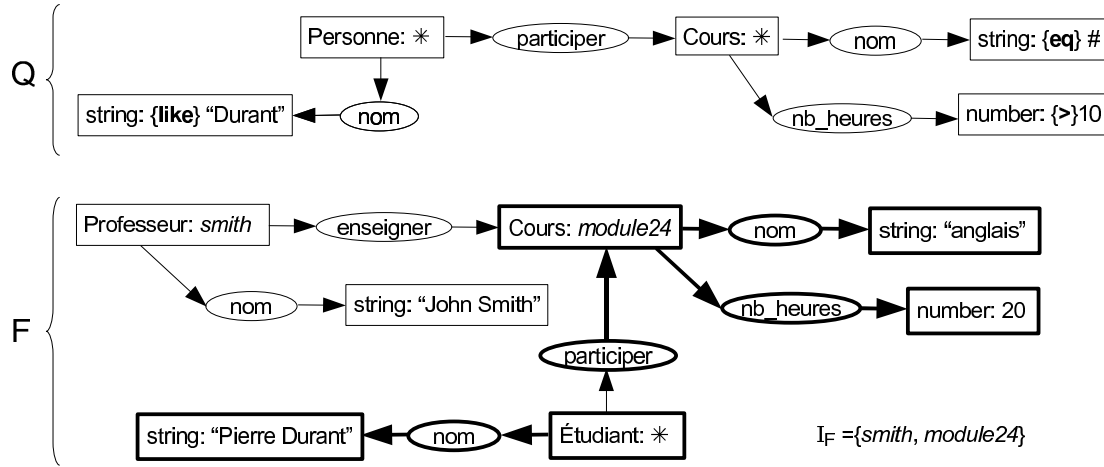 Q
Personne: ✳
participer
Cours: ✳
nom
string: {eq} #
string: {like} “Durant”
nom
nb_heures
number: {>}10
F
Professeur: smith
enseigner
Cours: module24
nom
string: “anglais”
nom
string: “John Smith”
nb_heures
number: 20
participer
string: “Pierre Durant”
nom
Étudiant: ✳
I_F ={smith, module24}